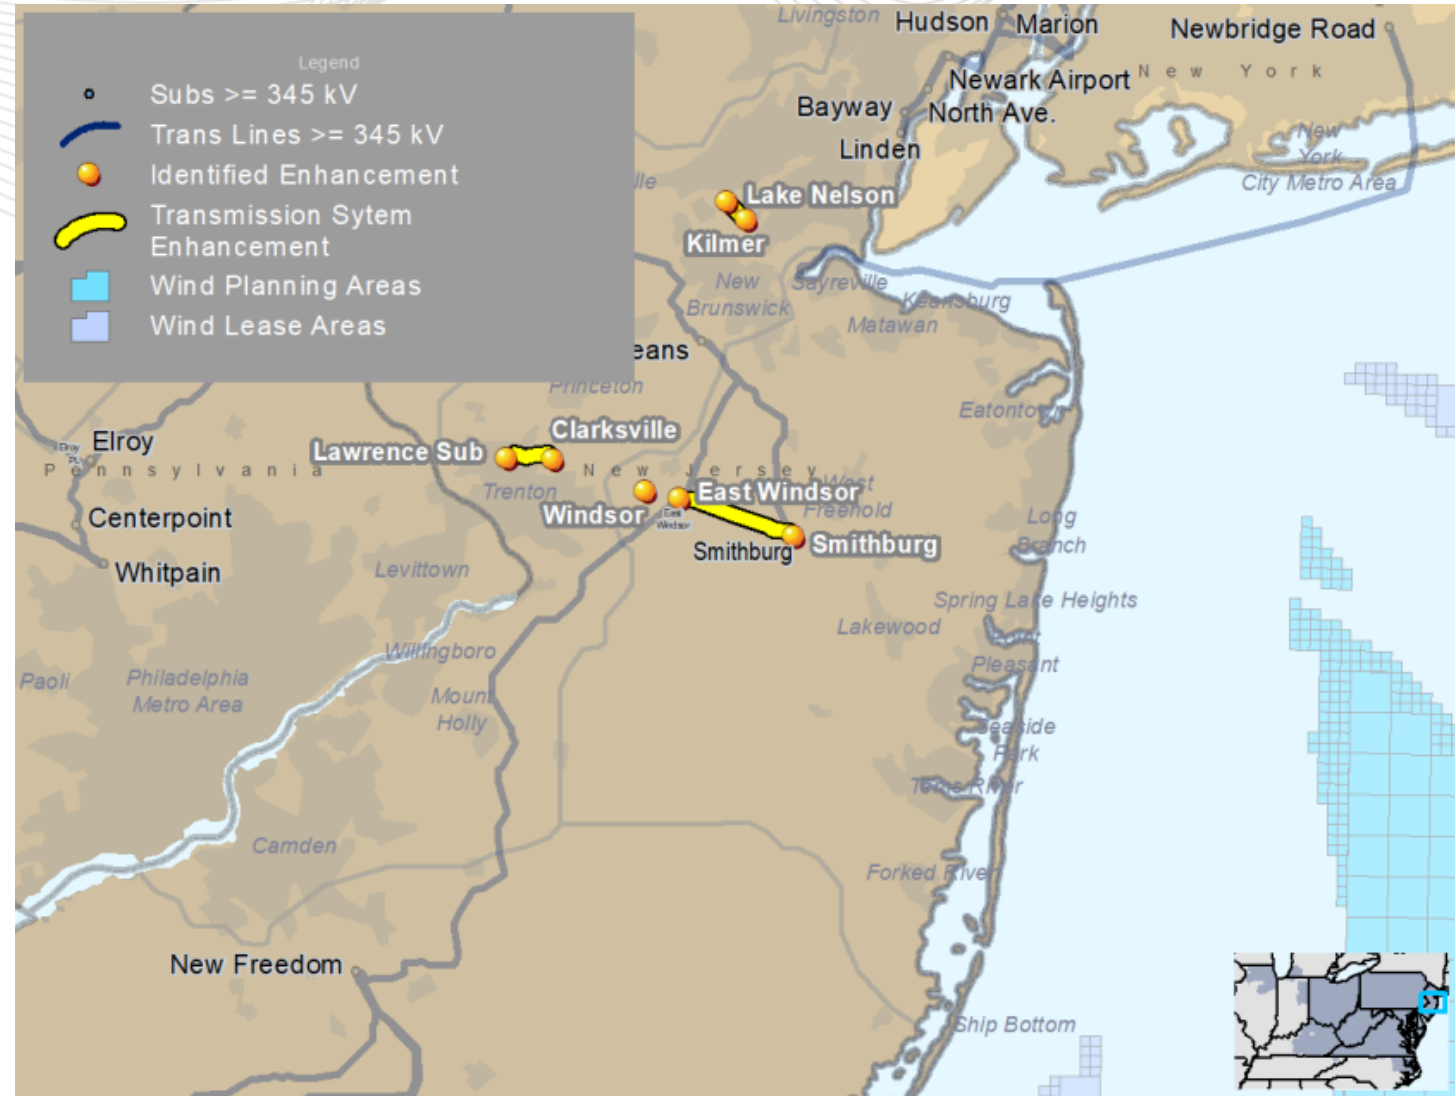 Legend
Subs >= 345 kV
Trans Lines >= 345 kV
Identified Enhancement
Transmission Sytem
Enhancement
Wind Planning Areas
Wind Lease Areas
Livingston
Hudson
Marion
Newbridge Road
New York
Newark Airport
Bayway
North Ave.
Linden
New
York
City Metro Area
lle
Lake Nelson
Kilmer
New
Brunswick
Sayreville
Keansburg
Matawan
eans
Princeton
Eatontown
Clarksville
Lawrence Sub
Elroy
Pennsylvania
New Jersey
Trenton
West
Freehold
East Windsor
Windsor
East
Windsor
Centerpoint
Long
Branch
Smithburg
Smithburg
Whitpain
Levittown
Spring Lake Heights
Lakewood
Willingboro
Pleasant
Paoli
Philadelphia
Metro Area
Mount
Holly
Seaside
Park
Toms River
Camden
Forked River
New Freedom
Ship Bottom